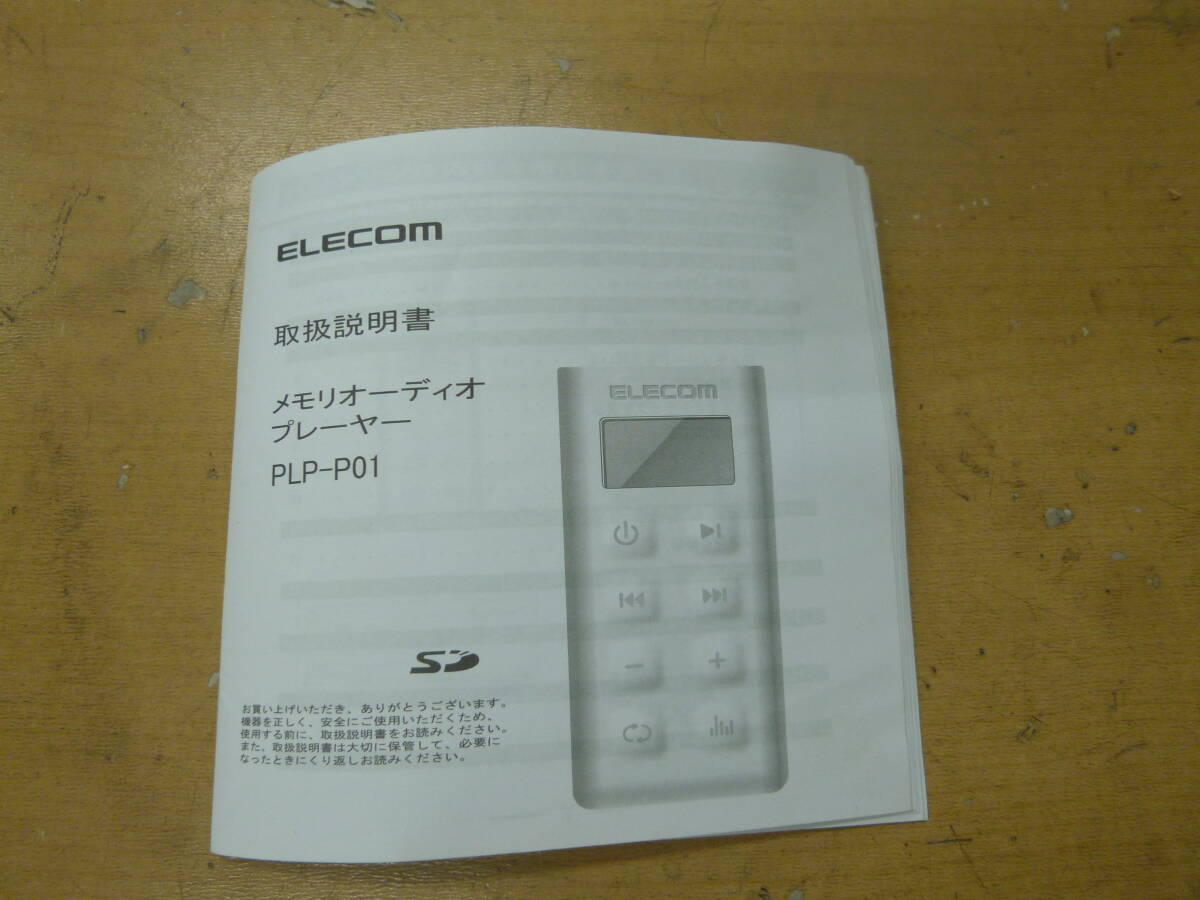 ELECOM
取扱説明書
メモリオーディオ
プレーヤー
PLP-P01
ELECOM
SD
お買い上げいただき、ありがとうございます。
機器を正しく、安全にご使用いただくため、
使用する前に、取扱説明書をお読みください。
また、取扱説明書は大切に保管して、必要に
なったときにくり返しお読みください。